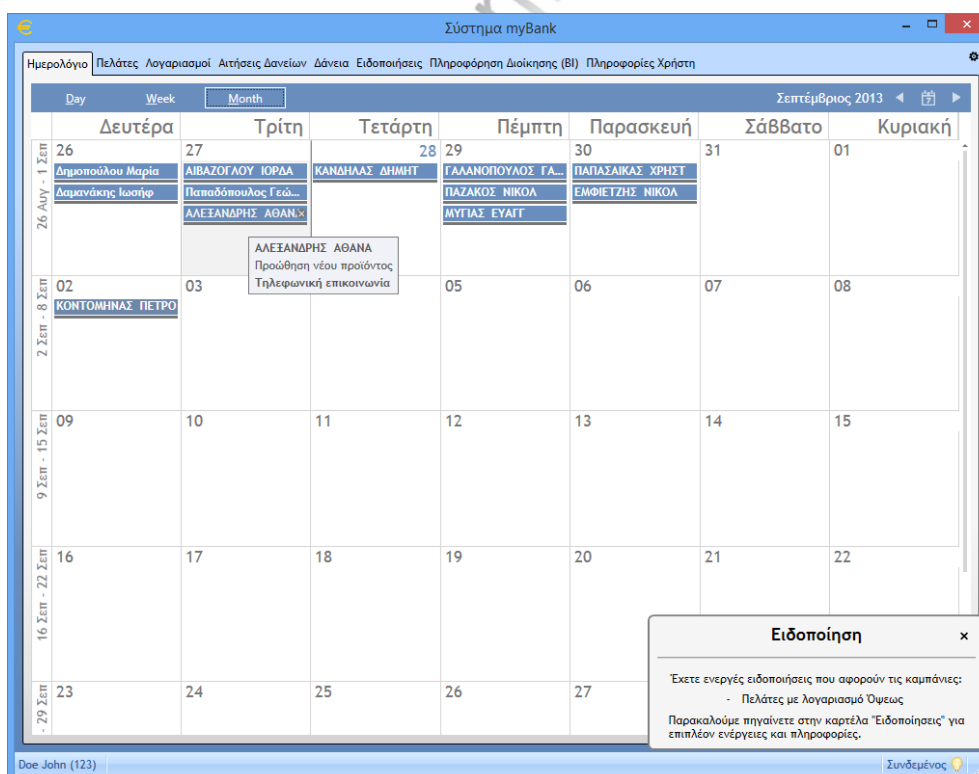 Σύστημα myBank
Ημερολόγιο Πελάτες Λογαριασμοί Αιτήσεις Δανείων Δάνεια Ειδοποιήσεις Πληροφόρηση Διοίκησης (BI) Πληροφορίες Χρήστη
Day Week Month Σεπτέμβριος 2013
Δευτέρα Τρίτη Τετάρτη Πέμπτη Παρασκευή Σάββατο Κυριακή
26 Αυγ - 1 Σεπ
26 27 28 29 30 31 01
Δημοπούλου Μαρία ΑΙΒΑΖΟΓΛΟΥ ΙΟΡΔΑ ΚΑΝΔΗΛΑΣ ΔΗΜΗΤ ΓΑΛΑΝΟΠΟΥΛΟΣ ΓΑ... ΠΑΠΑΣΑΙΚΑΣ ΧΡΗΣΤ
Δαμανάκης Ιωσήφ Παπαδόπουλος Γεώ... ΠΑΖΑΚΟΣ ΝΙΚΟΛ ΕΜΦΙΕΤΖΗΣ ΝΙΚΟΛ
ΑΛΕΞΑΝΔΡΗΣ ΑΘΑΝ ΜΥΓΙΑΣ ΕΥΑΓΓ
ΑΛΕΞΑΝΔΡΗΣ ΑΘΑΝΑ
Προώθηση νέου προϊόντος
Τηλεφωνική επικοινωνία
2 Σεπ - 8 Σεπ
02 03 05 06 07 08
ΚΟΝΤΟΜΗΝΑΣ ΠΕΤΡΟ
9 Σεπ - 15 Σεπ
09 10 11 12 13 14 15
16 Σεπ - 22 Σεπ
16 17 18 19 20 21 22
- 29 Σεπ
23 24 25 26 27
Ειδοποίηση
Έχετε ενεργές ειδοποιήσεις που αφορούν τις καμπάνιες:
- Πελάτες με λογαριασμό Όψεως
Παρακαλούμε πηγαίνετε στην καρτέλα "Ειδοποίησεις" για
επιπλέον ενέργειες και πληροφορίες.
Doe John (123) Συνδεμένος